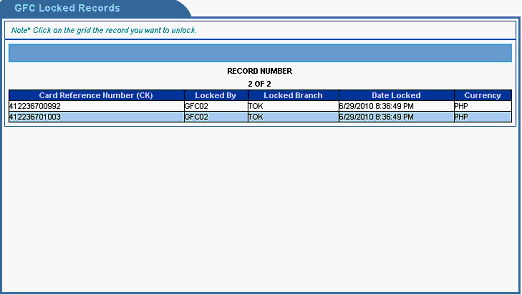 GFC Locked Records
Note* Click on the grid the record you want to unlock.
RECORD NUMBER
2 OF 2
Card Reference Number (CK) Locked By Locked Branch Date Locked Currency
412236700992 GFC02 TOK 6/29/2010 8:36:49 PM PHP
412236701003 GFC02 TOK 6/29/2010 8:36:49 PM PHP